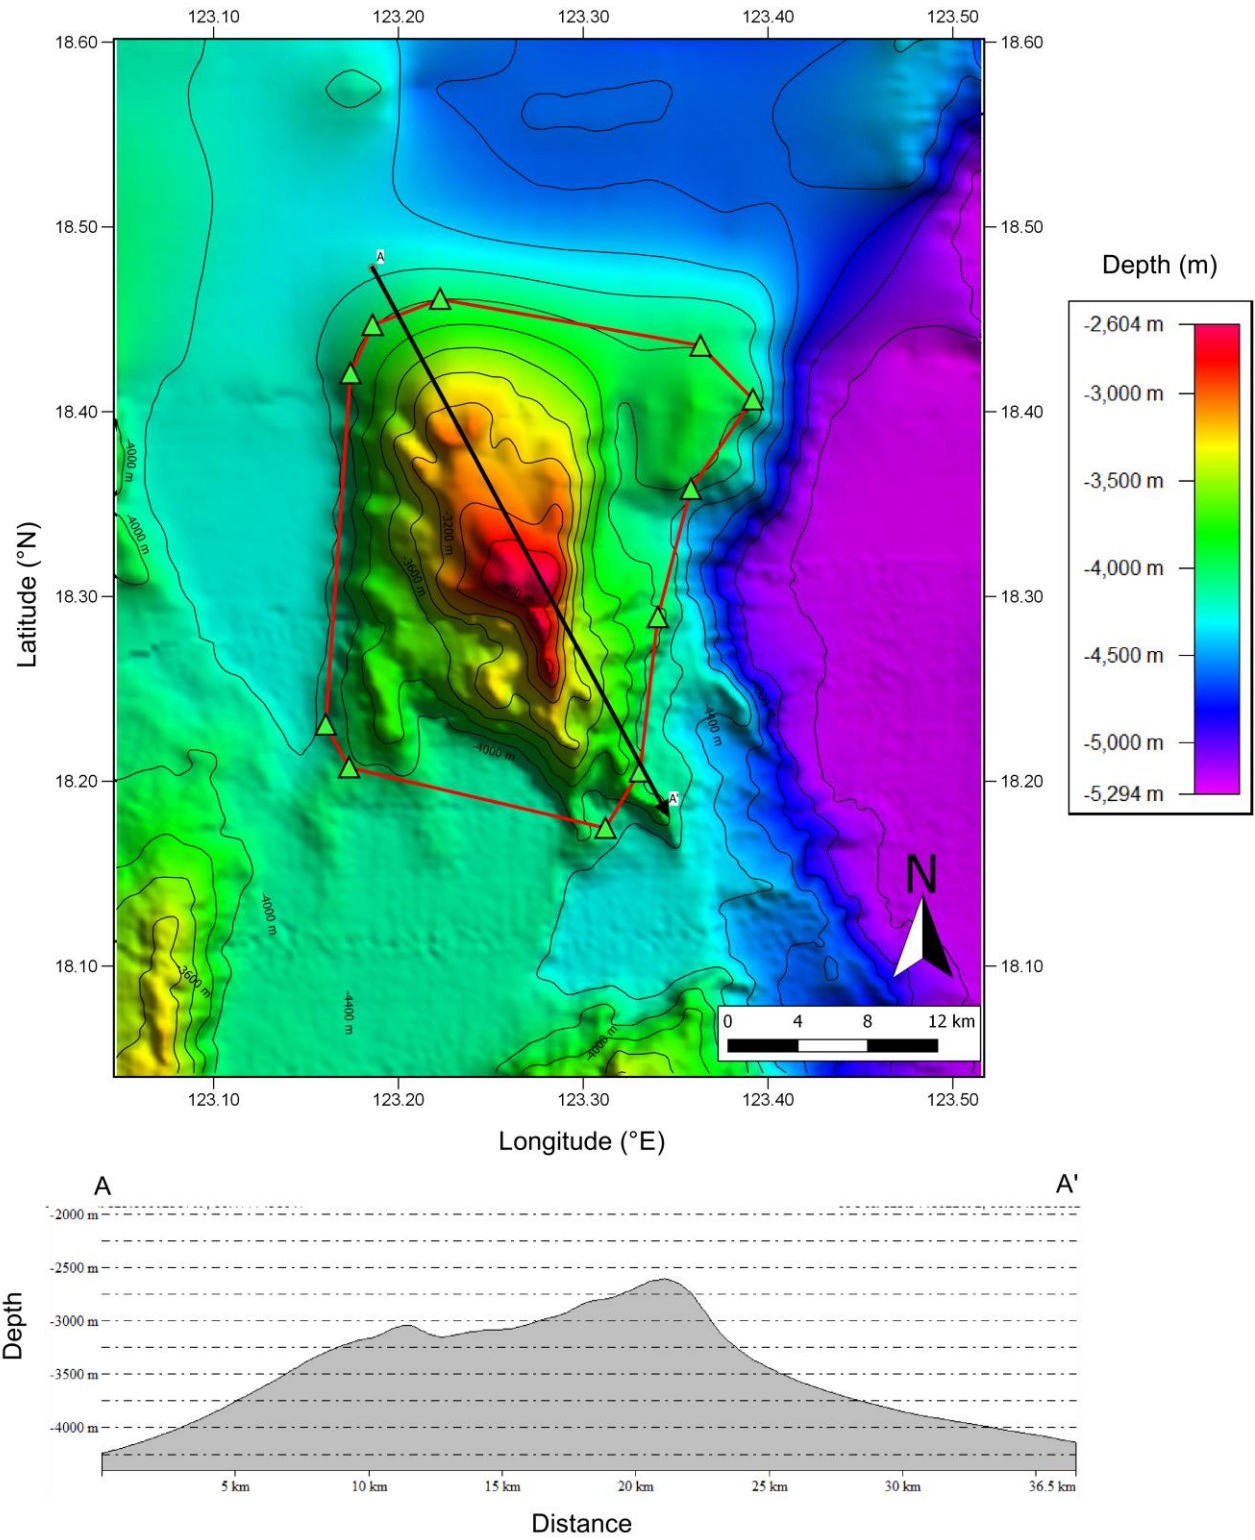 123.10 123.20 123.30 123.40 123.50
18.60 18.60
18.50 18.50
A
Depth (m)
-2,604 m
-3,000 m
-3,500 m
-4,000 m
-4,500 m
-5,000 m
-5,294 m
18.40 18.40
-4000 m
-4000 m
-3200 m
-3600 m
Latitude (°N)
18.30 18.30
-4400 m
-4000 m
18.20 18.20
A'
N
-4000 m
-3600 m
18.10 18.10
-4400 m
-4000 m
0 4 8 12 km
123.10 123.20 123.30 123.40 123.50
Longitude (°E)
A A'
-2000 m
-2500 m
-3000 m
-3500 m
-4000 m
Depth
5 km 10 km 15 km 20 km 25 km 30 km 36.5 km
Distance